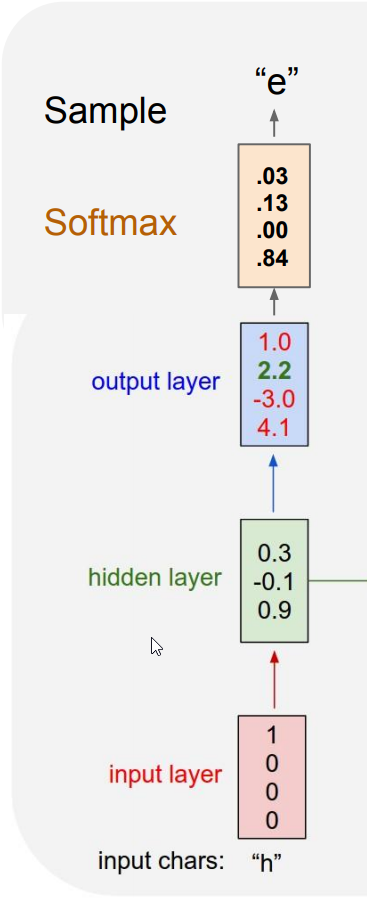 “e”
Sample
.03
.13
.00
.84
Softmax
1.0
2.2
-3.0
4.1
output layer
0.3
-0.1
0.9
hidden layer
1
0
0
0
input layer
input chars: “h”